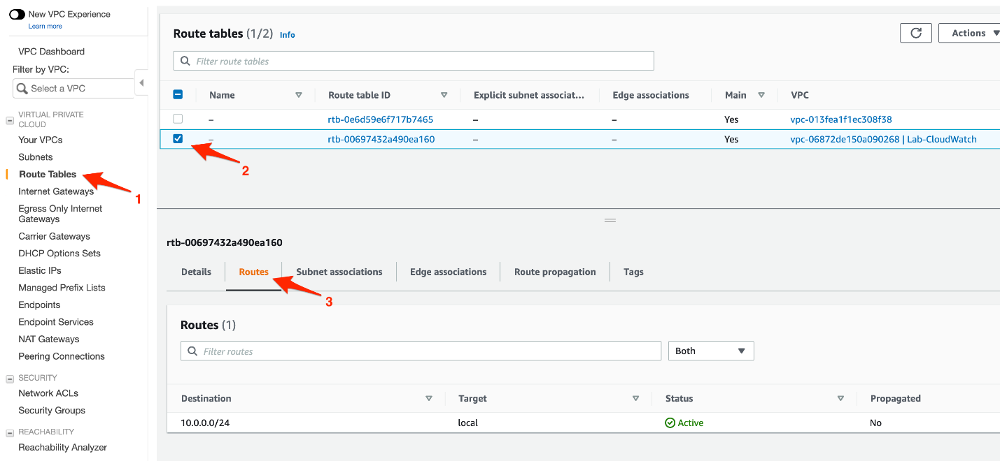 New VPC Experience
Learn more
VPC Dashboard
Filter by VPC:
Select a VPC
VIRTUAL PRIVATE
CLOUD
Your VPCs
Subnets
Route Tables
1
Internet Gateways
Egress Only Internet
Gateways
Carrier Gateways
DHCP Options Sets
Elastic IPs
Managed Prefix Lists
Endpoints
Endpoint Services
NAT Gateways
Peering Connections
SECURITY
Network ACLs
Security Groups
REACHABILITY
Reachability Analyzer
Route tables (1/2) Info
Actions
Filter route tables
Name Route table ID Explicit subnet associat... Edge associations Main VPC
– rtb-0e6d59e6f717b7465 – – Yes vpc-013fea1f1ec308f38
– rtb-00697432a490ea160 – – Yes vpc-06872de150a090268 | Lab-CloudWatch
2
rtb-00697432a490ea160
Details Routes Subnet associations Edge associations Route propagation Tags
3
Routes (1)
Filter routes Both
Destination Target Status Propagated
10.0.0.0/24 local Active No